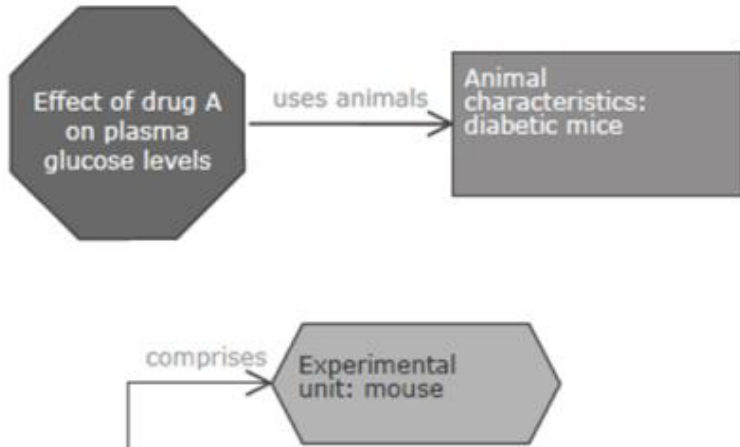 Effect of drug A
on plasma
glucose levels
uses animals
Animal
characteristics:
diabetic mice
comprises
Experimental
unit: mouse